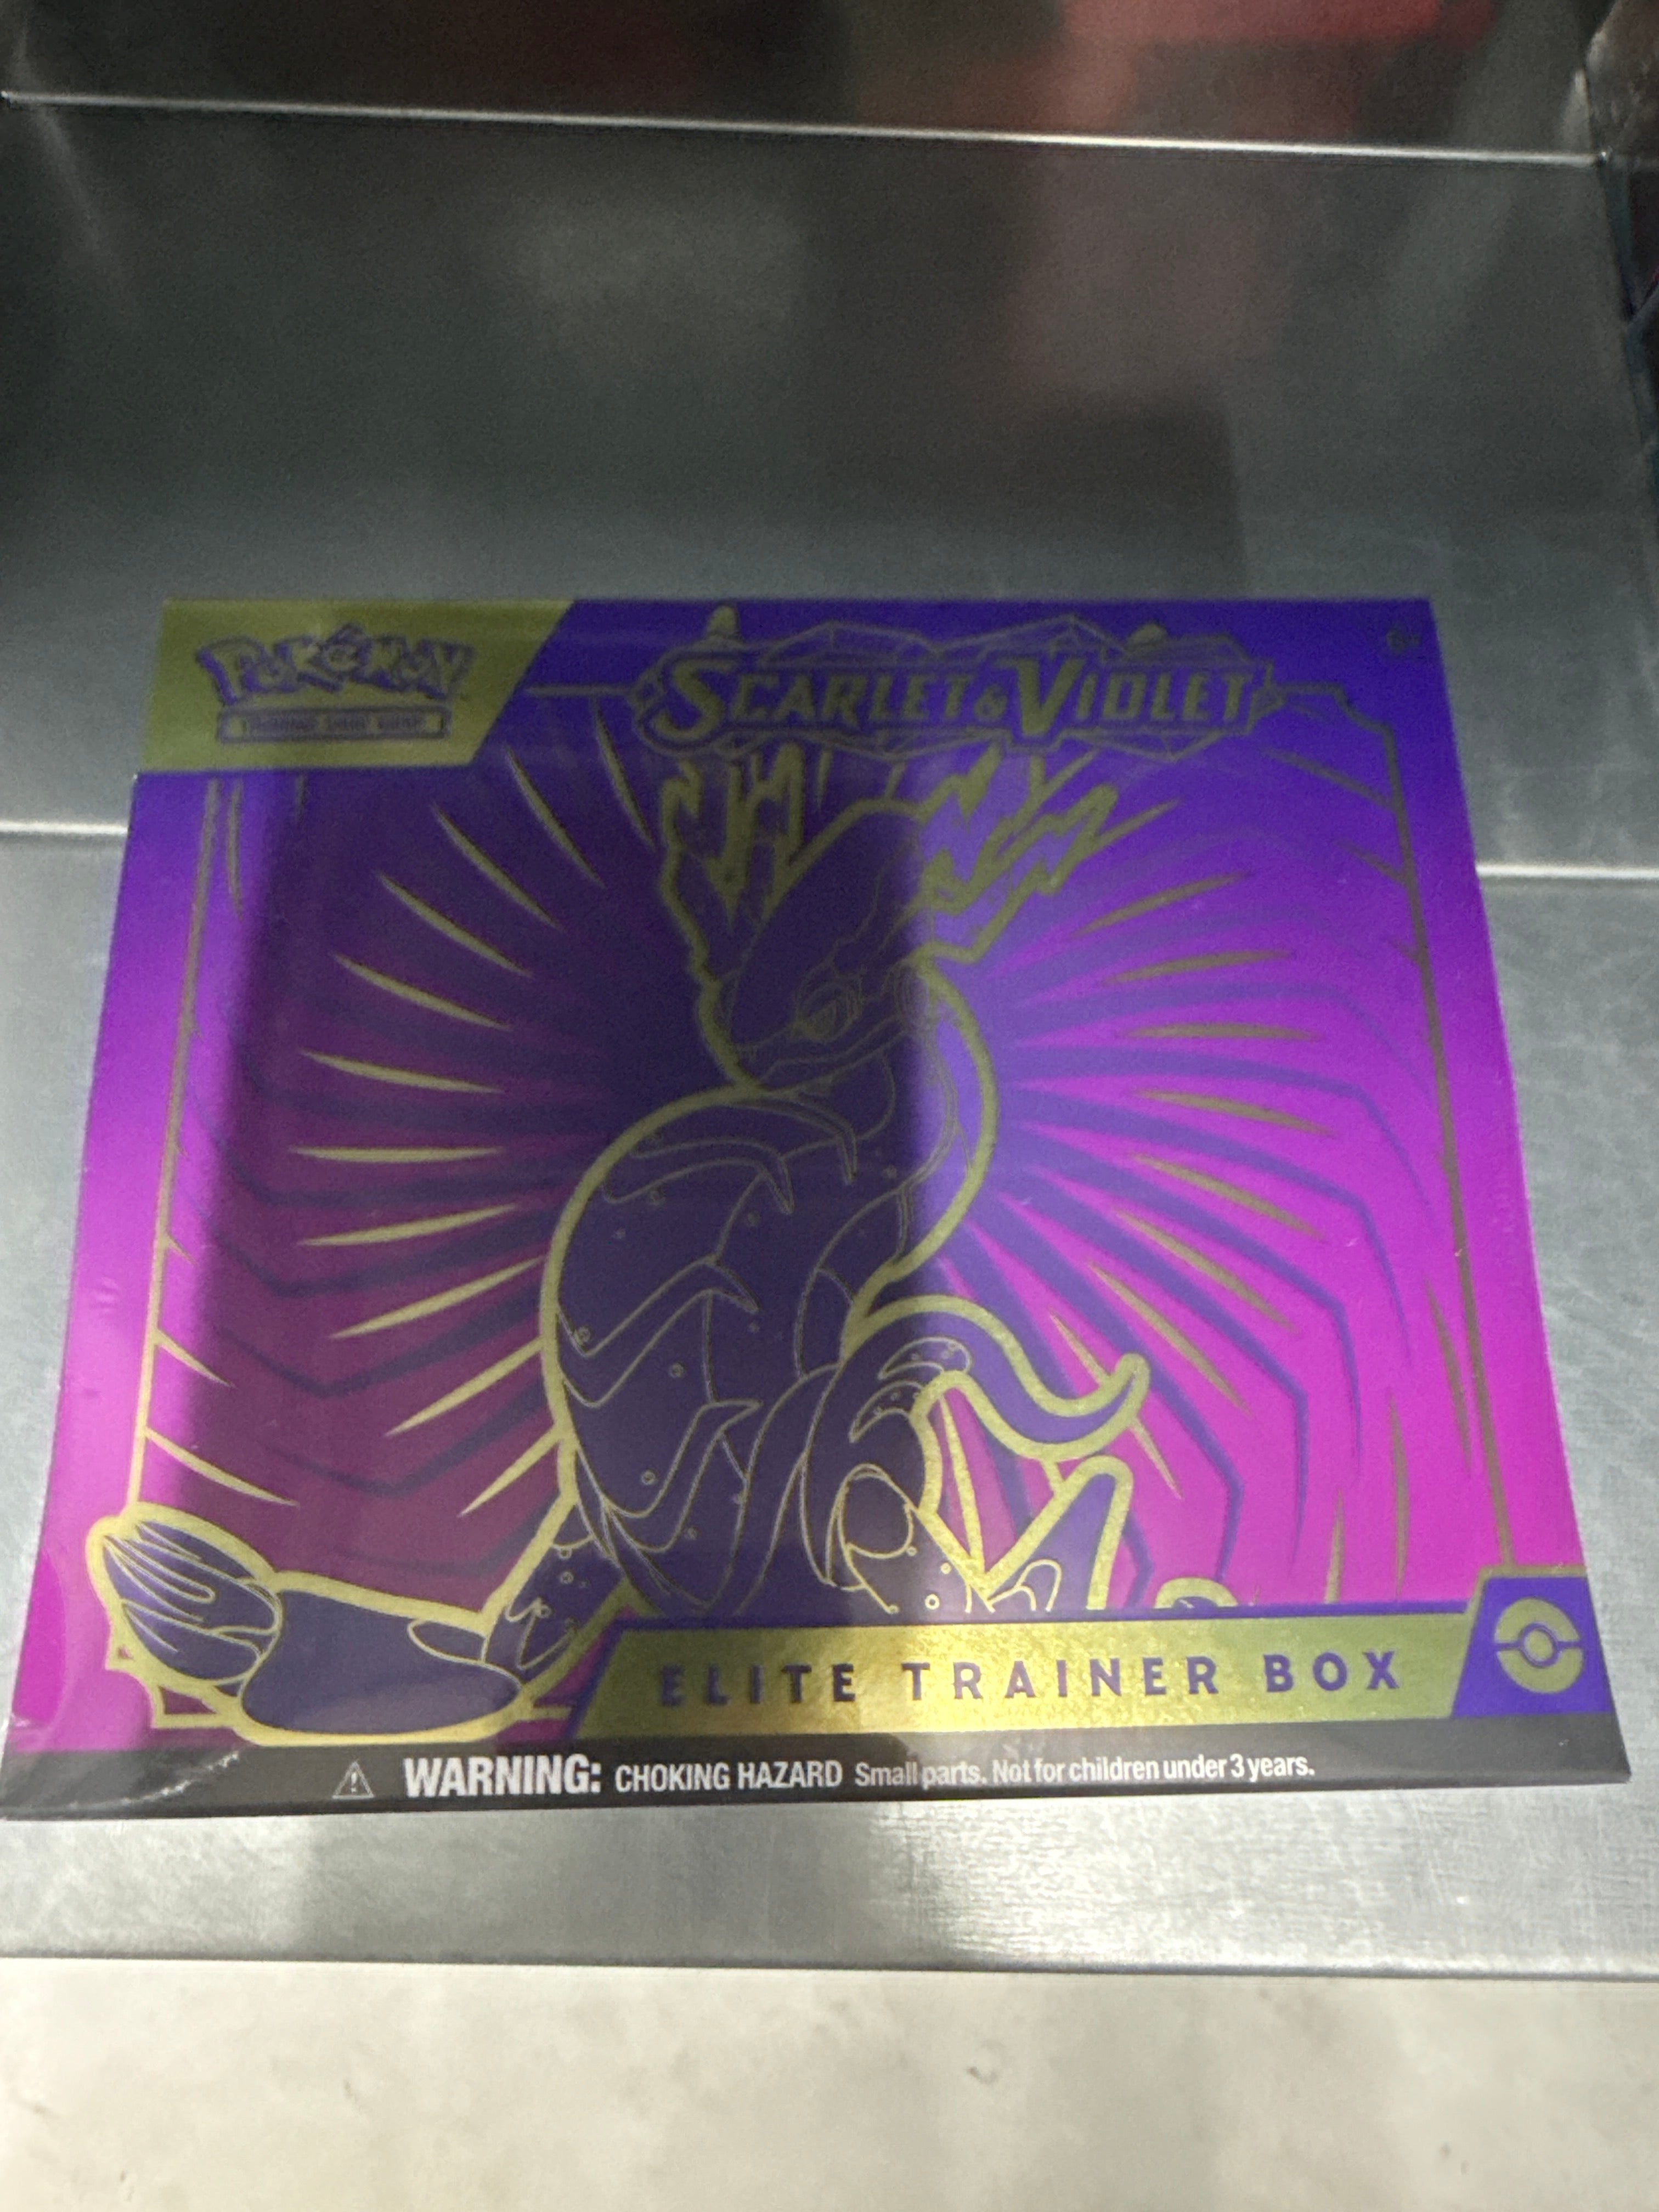 POKéMON
TRADING CARD GAME
SCARLET & VIOLET
6+
ELITE TRAINER BOX
WARNING: CHOKING HAZARD Small parts. Not for children under 3 years.